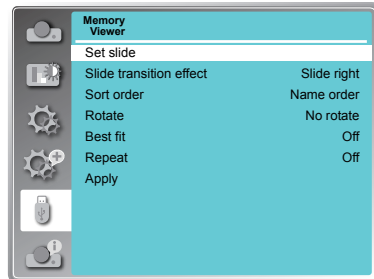 Memory
Viewer
Set slide
Slide transition effect Slide right
Sort order Name order
Rotate No rotate
Best fit Off
Repeat Off
Apply